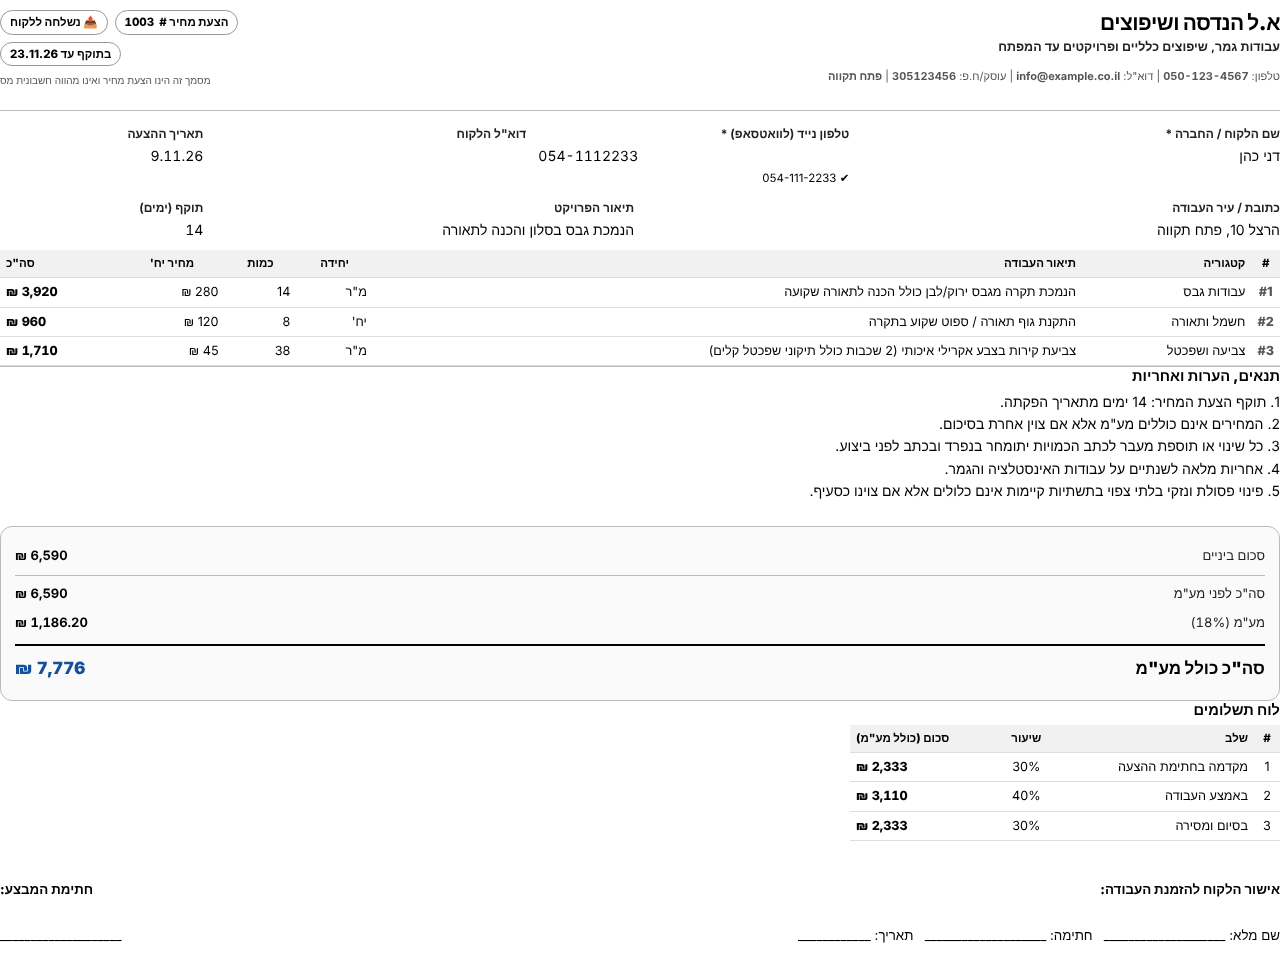 א.ל הנדסה ושיפוצים
עבודות גמר, שיפוצים כלליים ופרויקטים עד המפתח
טלפון: 050-123-4567 | דוא"ל: info@example.co.il | עוסק/ח.פ: 305123456 | פתח תקווה
הצעת מחיר # 1003 📤 נשלחה ללקוח
בתוקף עד 23.11.26
מסמך זה הינו הצעת מחיר ואינו מהווה חשבונית מס
שם הלקוח / החברה * טלפון נייד (לוואטסאפ) * דוא"ל הלקוח תאריך ההצעה
דני כהן 054-1112233 9.11.26
✔ 054-111-2233
כתובת / עיר העבודה תיאור הפרויקט תוקף (ימים)
הרצל 10, פתח תקווה הנמכת גבס בסלון והכנה לתאורה 14
# קטגוריה תיאור העבודה יחידה כמות מחיר יח' סה"כ
#1 עבודות גבס הנמכת תקרה מגבס ירוק/לבן כולל הכנה לתאורה שקועה מ"ר 14 280 ₪ 3,920 ₪
#2 חשמל ותאורה התקנת גוף תאורה / ספוט שקוע בתקרה יח' 8 120 ₪ 960 ₪
#3 צביעה ושפכטל צביעת קירות בצבע אקרילי איכותי (2 שכבות כולל תיקוני שפכטל קלים) מ"ר 38 45 ₪ 1,710 ₪
תנאים, הערות ואחריות
1. תוקף הצעת המחיר: 14 ימים מתאריך הפקתה.
2. המחירים אינם כוללים מע"מ אלא אם צוין אחרת בסיכום.
3. כל שינוי או תוספת מעבר לכתב הכמויות יתומחר בנפרד ובכתב לפני ביצוע.
4. אחריות מלאה לשנתיים על עבודות האינסטלציה והגמר.
5. פינוי פסולת ונזקי בלתי צפוי בתשתיות קיימות אינם כלולים אלא אם צוינו כסעיף.
סכום ביניים 6,590 ₪
סה"כ לפני מע"מ 6,590 ₪
מע"מ (18%) 1,186.20 ₪
סה"כ כולל מע"מ 7,776 ₪
לוח תשלומים
# שלב שיעור סכום (כולל מע"מ)
1 מקדמה בחתימת ההצעה 30% 2,333 ₪
2 באמצע העבודה 40% 3,110 ₪
3 בסיום ומסירה 30% 2,333 ₪
אישור הלקוח להזמנת העבודה: חתימת המבצע:
שם מלא: ____________________ חתימה: ____________________ תאריך: ____________ ____________________